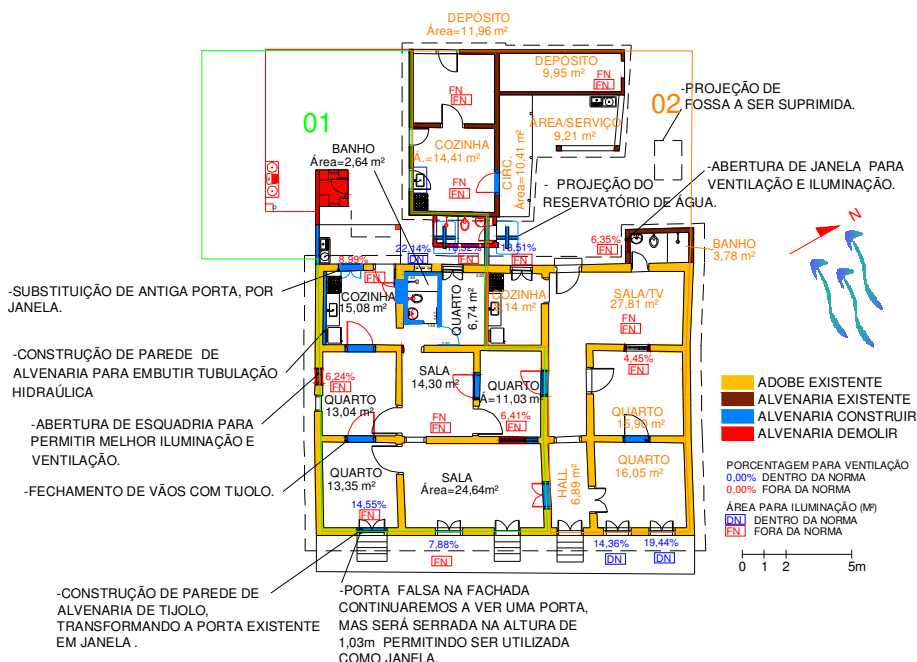 DEPÓSITO
Área=11,96 m²
DEPÓSITO
9,95 m²
FN
FN
FN
FN
01
02
-PROJEÇÃO DE
FOSSA A SER SUPRIMIDA.
ÁREA/SERVIÇO
9,21 m²
BANHO
Área=2,64 m²
COZINHA
Á.=14,41 m²
CIRC.
Área=10,41 m²
FN
FN
-ABERTURA DE JANELA PARA
VENTILAÇÃO E ILUMINAÇÃO.
- PROJEÇÃO DO
RESERVATÓRIO DE ÁGUA.
N
22,14%
DN
FN
13,51%
FN
6,35%
FN
BANHO
3,78 m²
8,99%
FN
-SUBSTITUIÇÃO DE ANTIGA PORTA, POR
JANELA.
COZINHA
15,08 m²
QUARTO
6,74 m²
COZINHA
SALA/TV
27,81 m²
FN
FN
-CONSTRUÇÃO DE PAREDE DE
ALVENARIA PARA EMBUTIR TUBULAÇÃO
HIDRAÚLICA
6,24%
FN
QUARTO
13,04 m²
SALA
14,30 m²
QUARTO
Á=11,03 m²
4,45%
FN
QUARTO
15,90 m²
FN
FN
6,41%
FN
-ABERTURA DE ESQUADRIA PARA
PERMITIR MELHOR ILUMINAÇÃO E
VENTILAÇÃO.
-FECHAMENTO DE VÃOS COM TIJOLO.
QUARTO
13,35 m²
SALA
Área=24,64m²
HALL
6,89 m²
QUARTO
16,05 m²
14,55%
FN
7,88%
FN
14,36%
DN
19,44%
DN
ADOBE EXISTENTE
ALVENARIA EXISTENTE
ALVENARIA CONSTRUIR
ALVENARIA DEMOLIR
PORCENTAGEM PARA VENTILAÇÃO
0,00% DENTRO DA NORMA
0,00% FORA DA NORMA
ÁREA PARA ILUMINAÇÃO (M²)
DN DENTRO DA NORMA
FN FORA DA NORMA
0 1 2 5m
-CONSTRUÇÃO DE PAREDE DE
ALVENARIA DE TIJOLO,
TRANSFORMANDO A PORTA EXISTENTE
EM JANELA .
-PORTA FALSA NA FACHADA
CONTINUAREMOS A VER UMA PORTA,
MAS SERÁ SERRADA NA ALTURA DE
1,03m PERMITINDO SER UTILIZADA
COMO JANELA.